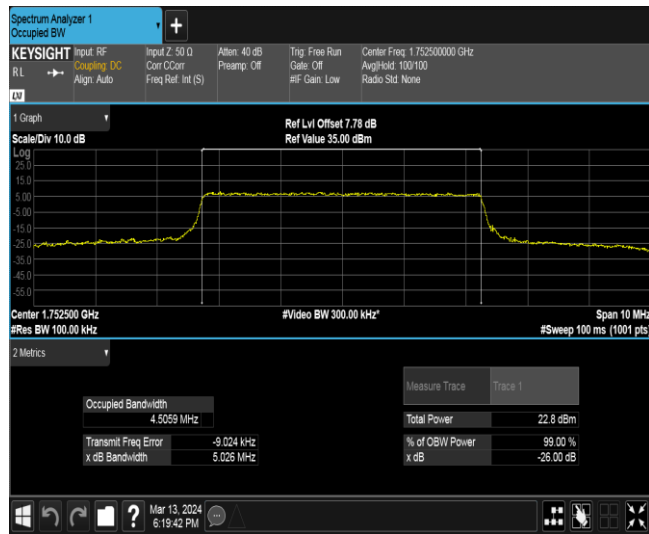 Spectrum Analyzer 1
Occupied BW
+
KEYSIGHT
RL
LXI
Input: RF
Coupling: DC
Align: Auto
Input Z: 50 Ω
Corr CCorr
Freq Ref: Int (S)
Atten: 40 dB
Preamp: Off
Trig: Free Run
Gate: Off
#IF Gain: Low
Center Freq: 1.752500000 GHz
Avg|Hold: 100/100
Radio Std: None
1 Graph
Scale/Div 10.0 dB
Ref Lvl Offset 7.78 dB
Ref Value 35.00 dBm
Log
25.0
15.0
5.00
-5.00
-15.0
-25.0
-35.0
-45.0
-55.0
Center 1.752500 GHz
#Res BW 100.00 kHz
#Video BW 300.00 kHz*
Span 10 MHz
#Sweep 100 ms (1001 pts)
2 Metrics
Measure Trace Trace 1
Occupied Bandwidth
4.5059 MHz
Total Power 22.8 dBm
Transmit Freq Error -9.024 kHz
% of OBW Power 99.00 %
x dB Bandwidth 5.026 MHz
x dB -26.00 dB
?
Mar 13, 2024
6:19:42 PM